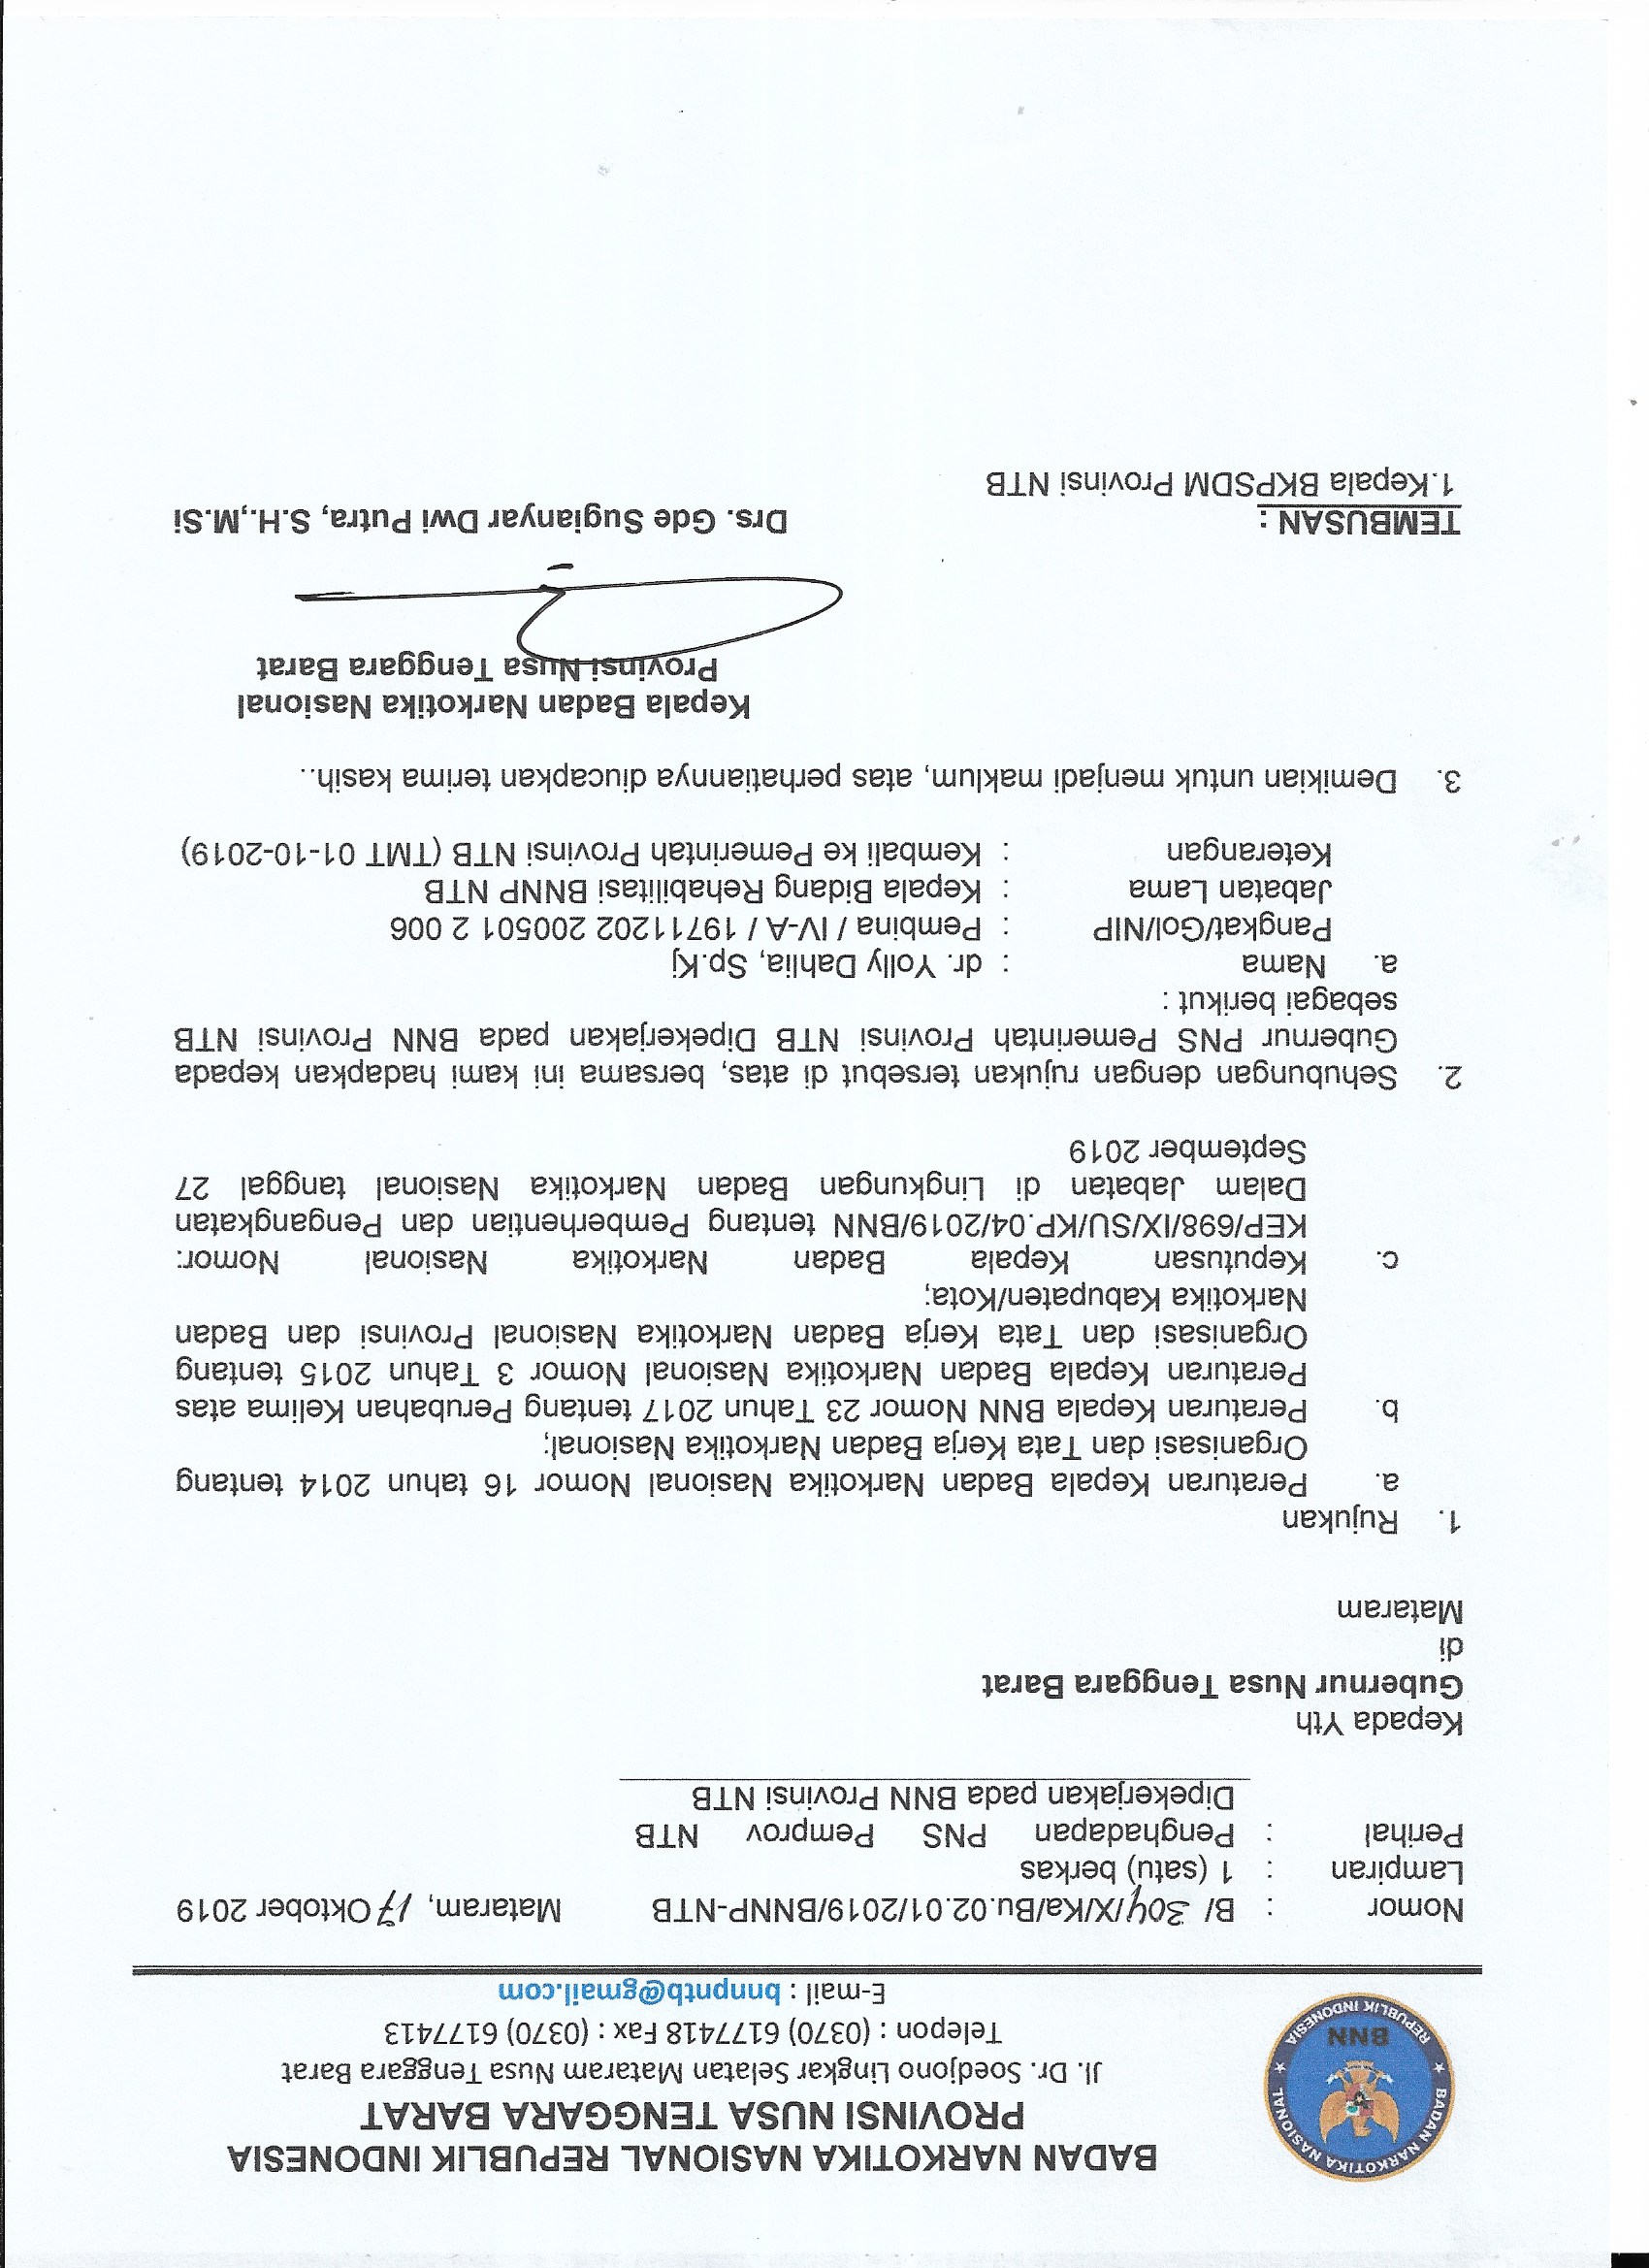 BADAN NARKOTIKA NASIONAL
BNN
REPUBLIK INDONESIA
BADAN NARKOTIKA NASIONAL REPUBLIK INDONESIA
PROVINSI NUSA TENGGARA BARAT
Jl. Dr. Soedjono Lingkar Selatan Mataram Nusa Tenggara Barat
Telepon : (0370) 6177418 Fax : (0370) 6177413
E-mail : bnnpntb@gmail.com
Nomor : B/ 304/X/Ka/Bu.02.01/2019/BNNP-NTB Mataram, 17 Oktober 2019
Lampiran : 1 (satu) berkas
Perihal : Penghadapan PNS Pemprov NTB
Dipekerjakan pada BNN Provinsi NTB
Kepada Yth
Gubernur Nusa Tenggara Barat
di
Mataram
1. Rujukan
a. Peraturan Kepala Badan Narkotika Nasional Nomor 16 tahun 2014 tentang
Organisasi dan Tata Kerja Badan Narkotika Nasional;
b. Peraturan Kepala BNN Nomor 23 Tahun 2017 tentang Perubahan Kelima atas
Peraturan Kepala Badan Narkotika Nasional Nomor 3 Tahun 2015 tentang
Organisasi dan Tata Kerja Badan Narkotika Nasional Provinsi dan Badan
Narkotika Kabupaten/Kota;
c. Keputusan Kepala Badan Narkotika Nasional Nomor:
KEP/698/IX/SU/KP.04/2019/BNN tentang Pemberhentian dan Pengangkatan
Dalam Jabatan di Lingkungan Badan Narkotika Nasional tanggal 27
September 2019
2. Sehubungan dengan rujukan tersebut di atas, bersama ini kami hadapkan kepada
Gubernur PNS Pemerintah Provinsi NTB Dipekerjakan pada BNN Provinsi NTB
sebagai berikut :
a. Nama : dr. Yolly Dahlia, Sp.Kj
Pangkat/Gol/NIP : Pembina / IV-A / 19711202 200501 2 006
Jabatan Lama : Kepala Bidang Rehabilitasi BNNP NTB
Keterangan : Kembali ke Pemerintah Provinsi NTB (TMT 01-10-2019)
3. Demikian untuk menjadi maklum, atas perhatiannya diucapkan terima kasih..
Kepala Badan Narkotika Nasional
Provinsi Nusa Tenggara Barat
Drs. Gde Sugianyar Dwi Putra, S.H.,M.Si
TEMBUSAN :
1.Kepala BKPSDM Provinsi NTB